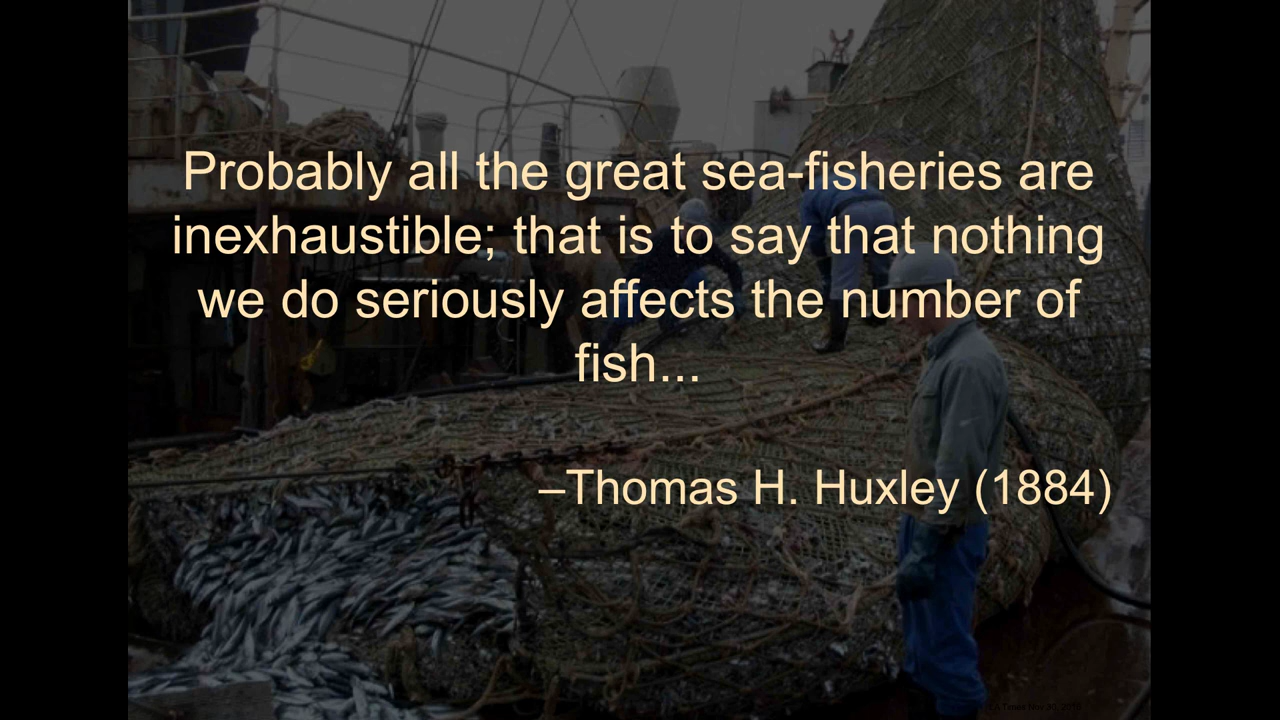 Probably all the great sea-fisheries are
inexhaustible; that is to say that nothing
we do seriously affects the number of
fish...
–Thomas H. Huxley (1884)